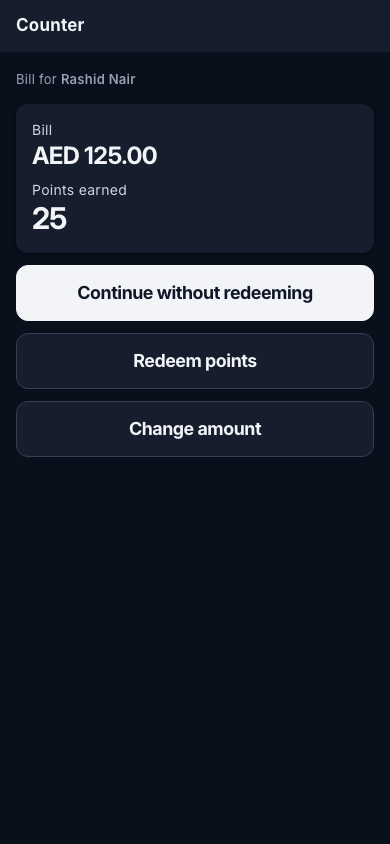 Counter
Bill for Rashid Nair
Bill
AED 125.00
Points earned
25
Continue without redeeming
Redeem points
Change amount